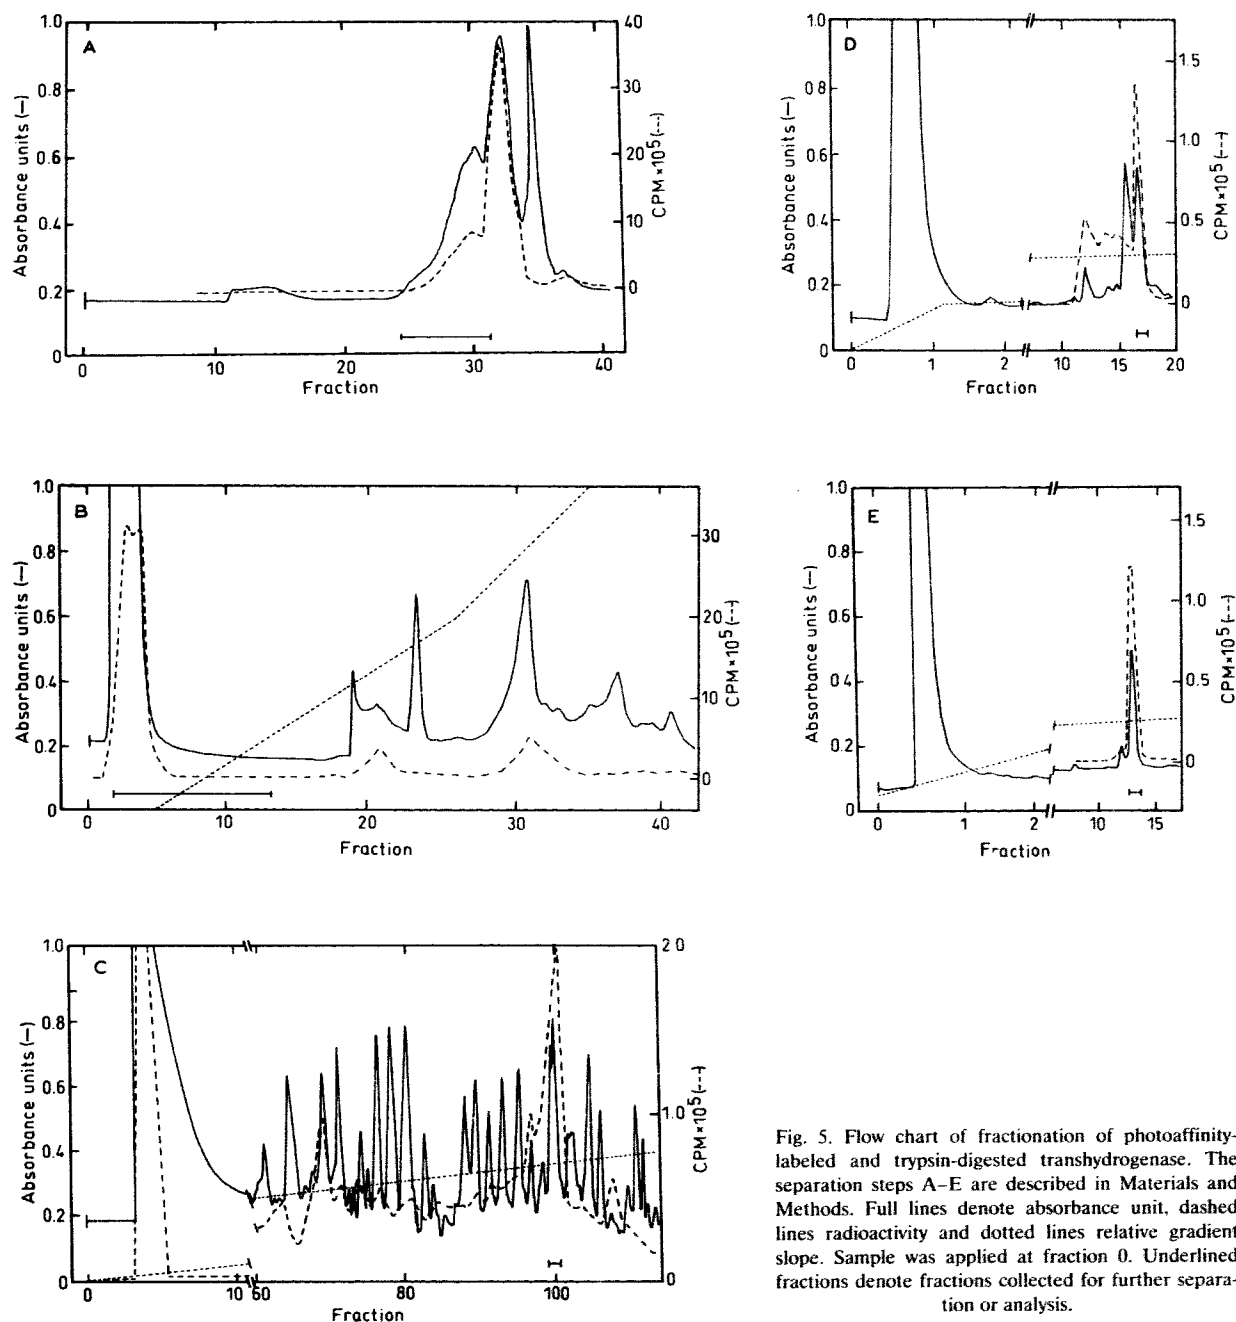 A
Absorbance units (—)
1.0
0.8
0.6
0.4
0.2
0
0 10 20 30 40
Fraction
40
30
20
10
0
CPM×10⁵ (---)
D
Absorbance units (—)
1.0
0.8
0.6
0.4
0.2
0
0 1 2 10 15 20
Fraction
1.5
1.0
0.5
0
CPM×10⁵ (---)
B
Absorbance units (—)
1.0
0.8
0.6
0.4
0.2
0
0 10 20 30 40
Fraction
30
20
10
0
CPM×10⁵ (---)
E
Absorbance units (—)
1.0
0.8
0.6
0.4
0.2
0
0 1 2 10 15
Fraction
1.5
1.0
0.5
0
CPM×10⁵ (---)
C
Absorbance units (—)
1.0
0.8
0.6
0.4
0.2
0
0 10 60 80 100
Fraction
2.0
1.0
0
CPM×10⁵ (---)
Fig. 5. Flow chart of fractionation of photoaffinity-
labeled and trypsin-digested transhydrogenase. The
separation steps A–E are described in Materials and
Methods. Full lines denote absorbance unit, dashed
lines radioactivity and dotted lines relative gradient
slope. Sample was applied at fraction 0. Underlined
fractions denote fractions collected for further separa-
tion or analysis.